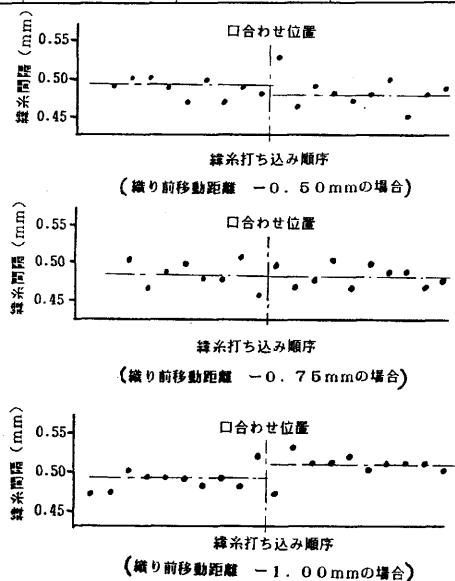 口合わせ位置
緯糸間隔(mm)
0.55
0.50
0.45
緯糸打ち込み順序
(織り前移動距離 -0.50mmの場合)
口合わせ位置
緯糸間隔(mm)
0.55
0.50
0.45
緯糸打ち込み順序
(織り前移動距離 -0.75mmの場合)
口合わせ位置
緯糸間隔(mm)
0.55
0.50
0.45
緯糸打ち込み順序
(織り前移動距離 -1.00mmの場合)